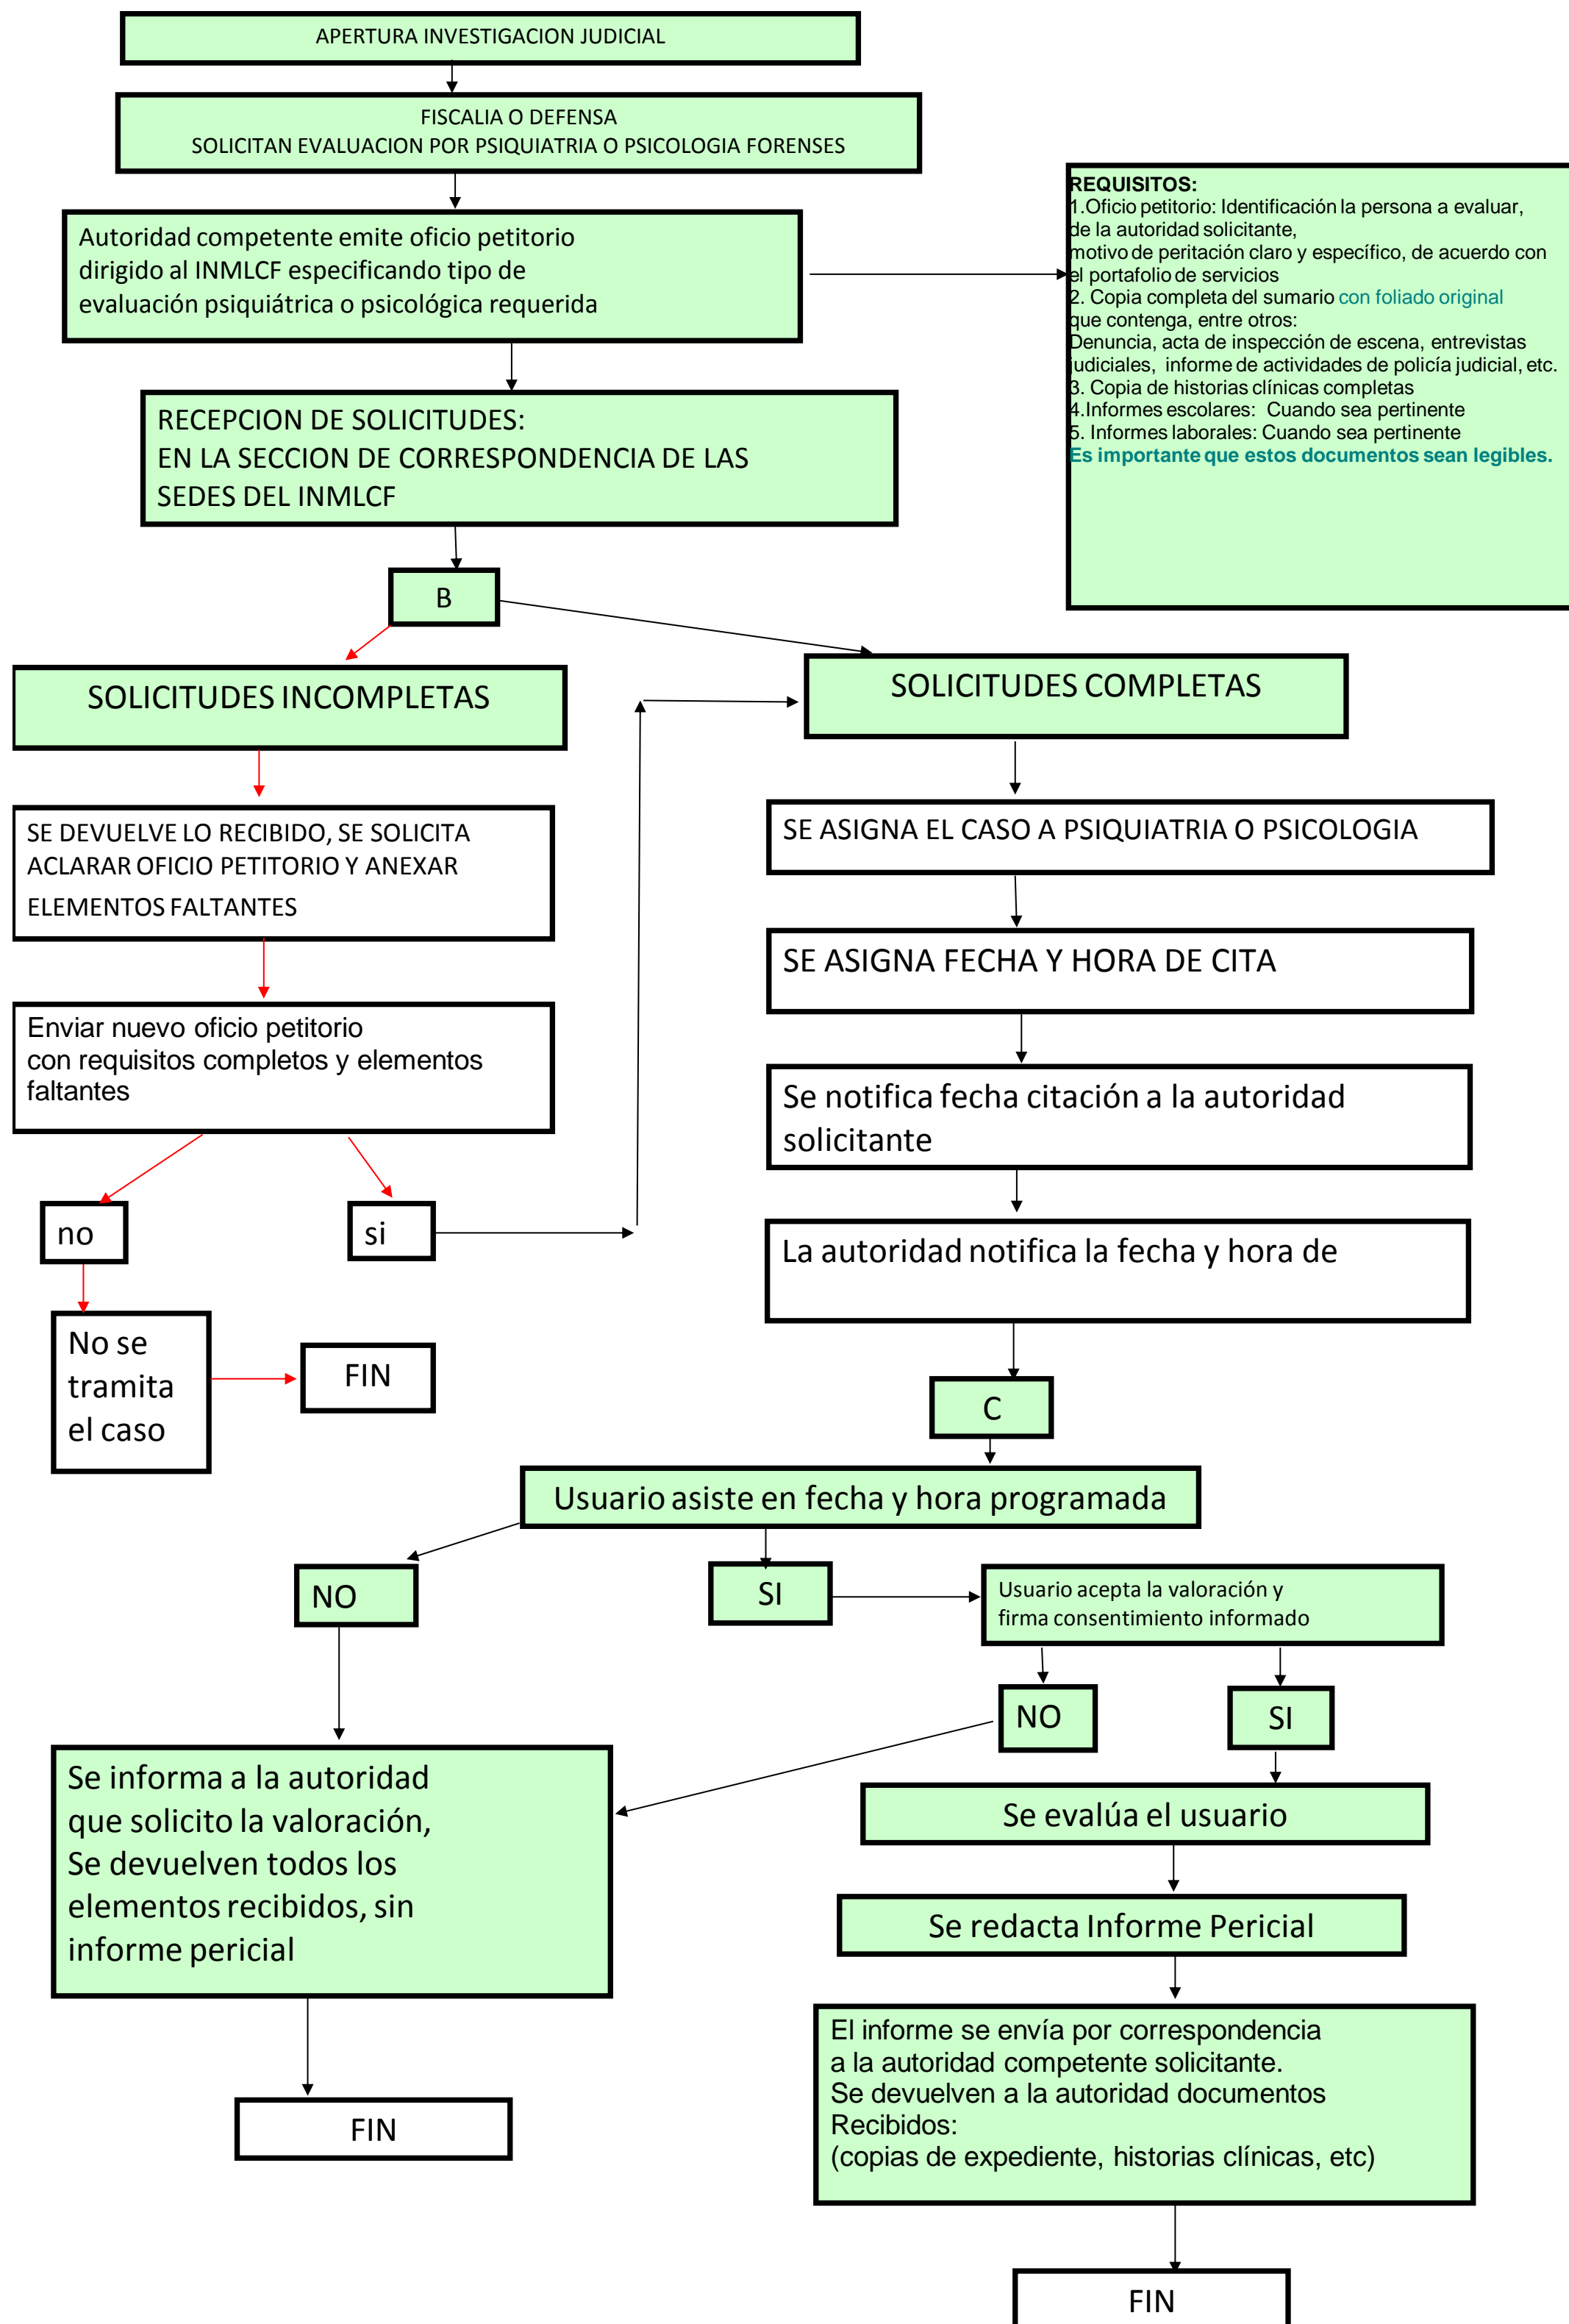 APERTURA INVESTIGACION JUDICIAL
FISCALIA O DEFENSA
SOLICITAN EVALUACION POR PSIQUIATRIA O PSICOLOGIA FORENSES
Autoridad competente emite oficio petitorio
dirigido al INMLCF especificando tipo de
evaluación psiquiátrica o psicológica requerida
REQUISITOS:
1.Oficio petitorio: Identificación la persona a evaluar,
de la autoridad solicitante,
motivo de peritación claro y específico, de acuerdo con
el portafolio de servicios
2. Copia completa del sumario con foliado original
que contenga, entre otros:
Denuncia, acta de inspección de escena, entrevistas
judiciales, informe de actividades de policía judicial, etc.
3. Copia de historias clínicas completas
4.Informes escolares: Cuando sea pertinente
5. Informes laborales: Cuando sea pertinente
Es importante que estos documentos sean legibles.
RECEPCION DE SOLICITUDES:
EN LA SECCION DE CORRESPONDENCIA DE LAS
SEDES DEL INMLCF
B
SOLICITUDES INCOMPLETAS
SOLICITUDES COMPLETAS
SE DEVUELVE LO RECIBIDO, SE SOLICITA
ACLARAR OFICIO PETITORIO Y ANEXAR
ELEMENTOS FALTANTES
SE ASIGNA EL CASO A PSIQUIATRIA O PSICOLOGIA
SE ASIGNA FECHA Y HORA DE CITA
Enviar nuevo oficio petitorio
con requisitos completos y elementos
faltantes
Se notifica fecha citación a la autoridad
solicitante
no
si
La autoridad notifica la fecha y hora de
No se
tramita
el caso
FIN
C
Usuario asiste en fecha y hora programada
NO
SI
Usuario acepta la valoración y
firma consentimiento informado
NO
SI
Se informa a la autoridad
que solicito la valoración,
Se devuelven todos los
elementos recibidos, sin
informe pericial
Se evalúa el usuario
Se redacta Informe Pericial
El informe se envía por correspondencia
a la autoridad competente solicitante.
Se devuelven a la autoridad documentos
Recibidos:
(copias de expediente, historias clínicas, etc)
FIN
FIN